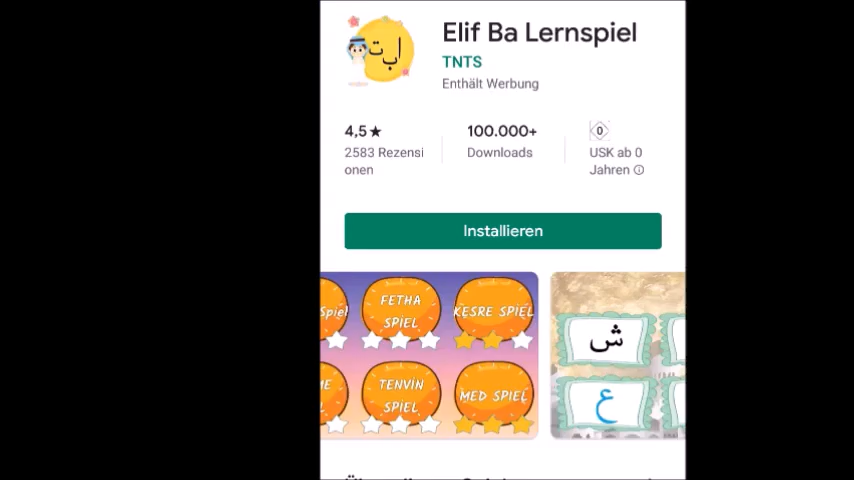 ا ب ت
Elif Ba Lernspiel
TNTS
Enthält Werbung
4,5★
2583 Rezensi
onen
100.000+
Downloads
0
USK ab 0
Jahren
Installieren
Spiel
FETHA
SPIEL
KESRE SPIEL
TENVİN
SPIEL
MED SPIEL
ش
ع